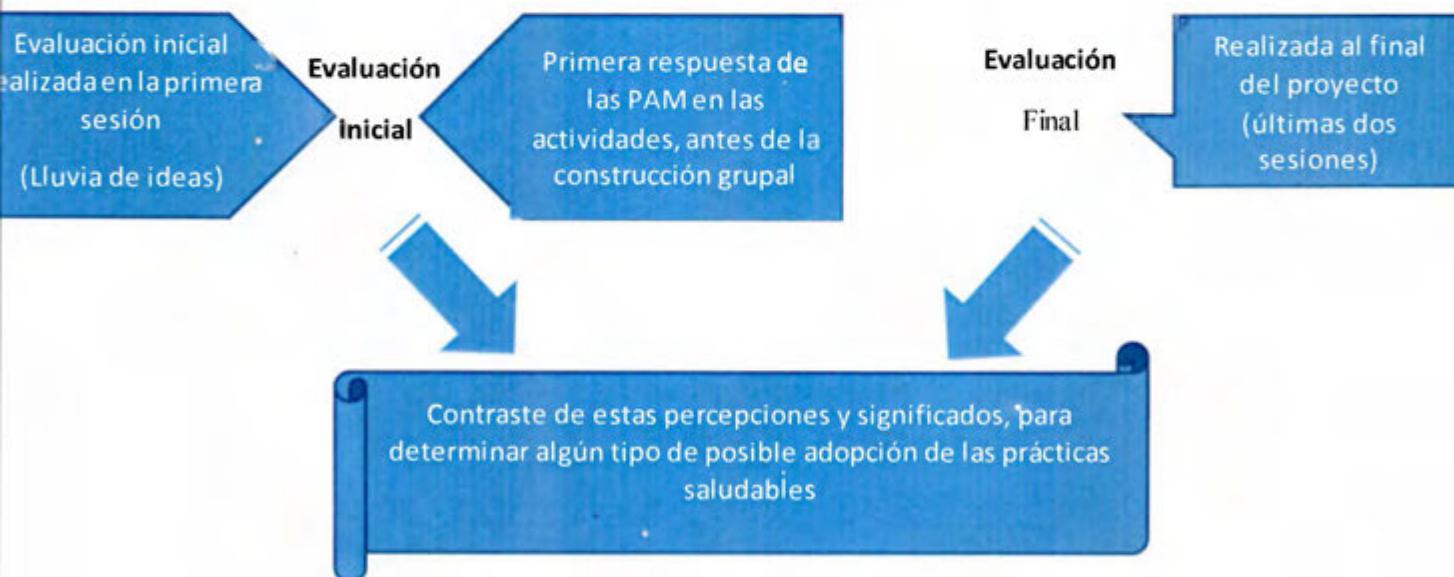 Evaluación inicial
ealizada en la primera
sesión
(Lluvia de ideas)
Evaluación
inicial
Primera respuesta de
las PAM en las
actividades, antes de la
construcción grupal
Evaluación
Final
Realizada al final
del proyecto
(últimas dos
sesiones)
Contraste de estas percepciones y significados, para
determinar algún tipo de posible adopción de las prácticas
saludables